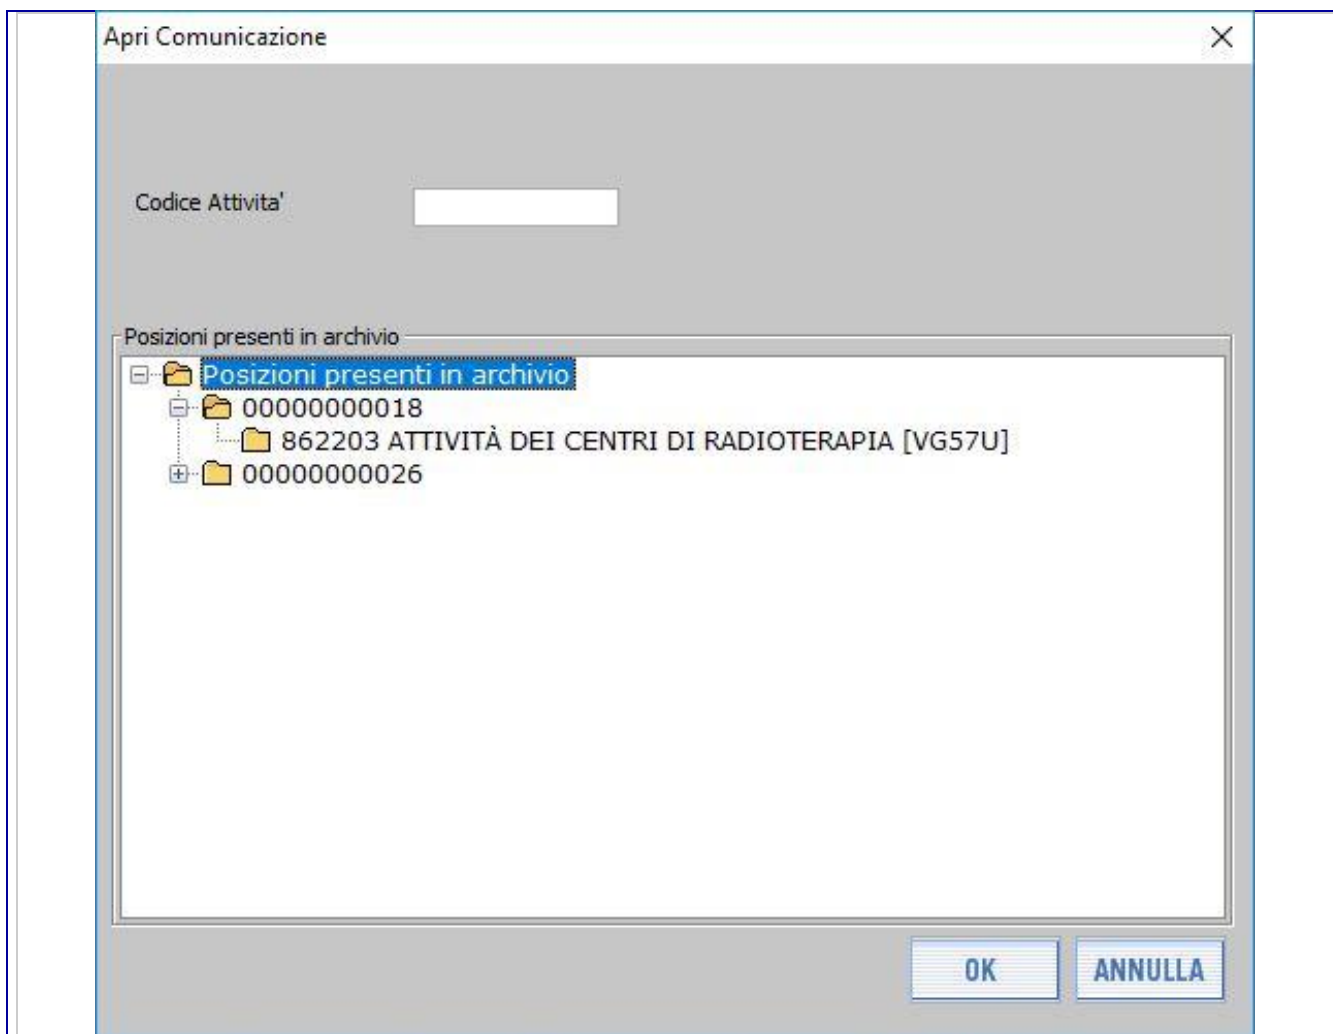 Apri Comunicazione
Codice Attivita'
Posizioni presenti in archivio
Posizioni presenti in archivio
00000000018
862203 ATTIVITÀ DEI CENTRI DI RADIOTERAPIA [VG57U]
00000000026
OK ANNULLA